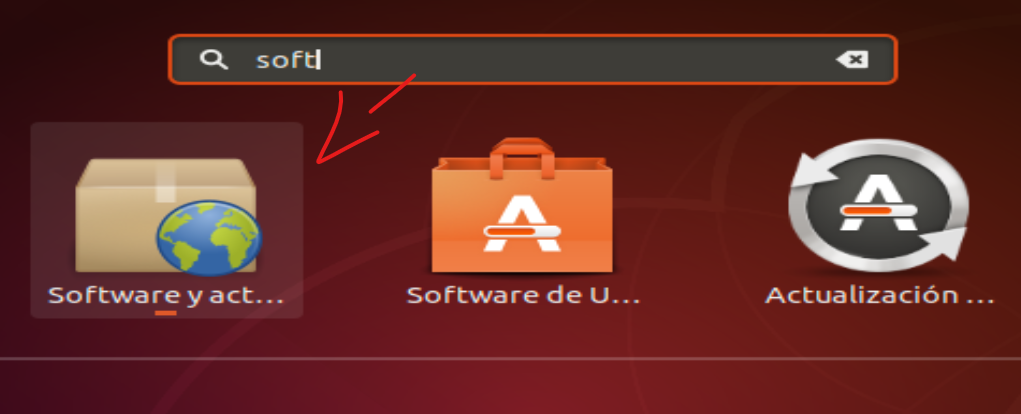 soft
Software y act...
Software de U...
Actualización ...